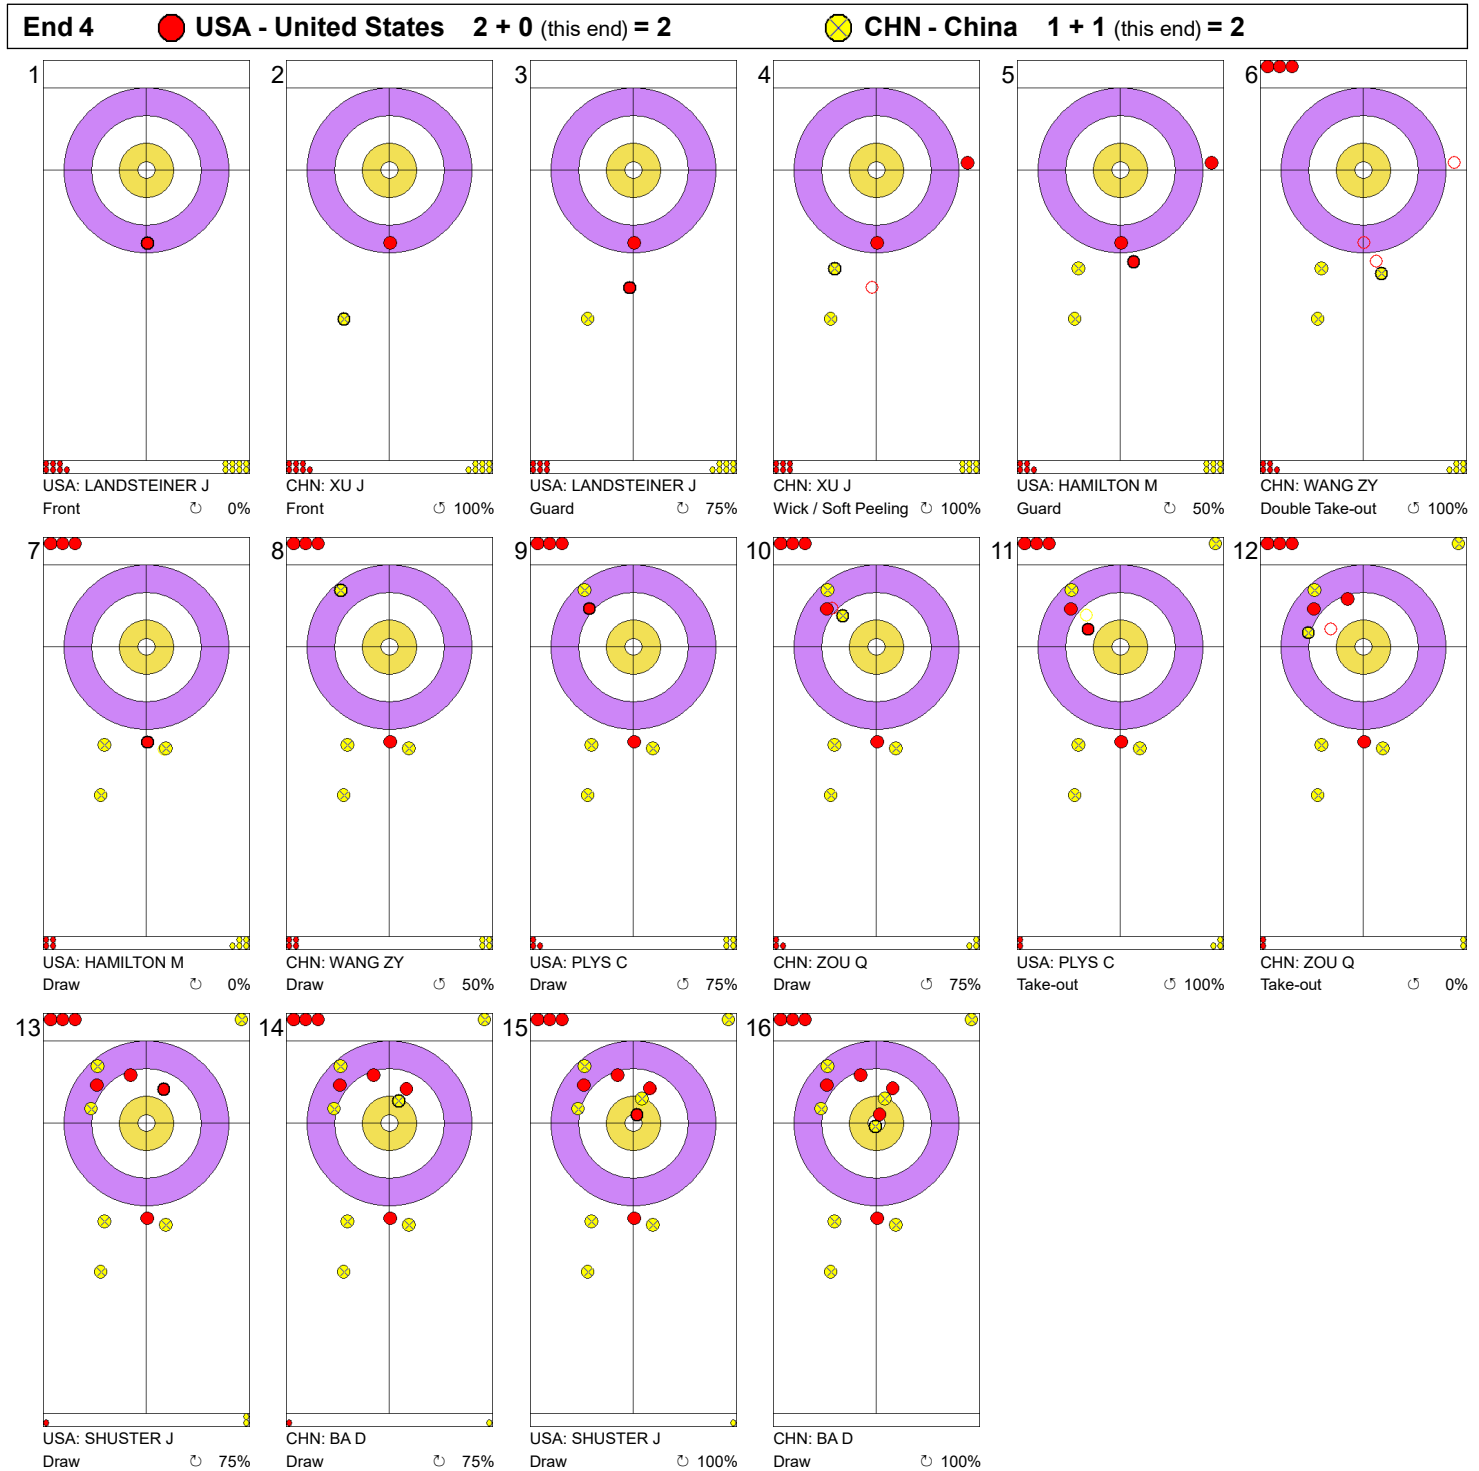 End 4 USA - United States 2 + 0 (this end) = 2 CHN - China 1 + 1 (this end) = 2
1 2 3 4 5 6
USA: LANDSTEINER J CHN: XU J USA: LANDSTEINER J CHN: XU J USA: HAMILTON M CHN: WANG ZY
Front ↻ 0% Front ↺ 100% Guard ↻ 75% Wick / Soft Peeling ↻ 100% Guard ↻ 50% Double Take-out ↺ 100%
7 8 9 10 11 12
USA: HAMILTON M CHN: WANG ZY USA: PLYS C CHN: ZOU Q USA: PLYS C CHN: ZOU Q
Draw ↻ 0% Draw ↺ 50% Draw ↺ 75% Draw ↺ 75% Take-out ↺ 100% Take-out ↺ 0%
13 14 15 16
USA: SHUSTER J CHN: BA D USA: SHUSTER J CHN: BA D
Draw ↻ 75% Draw ↻ 75% Draw ↻ 100% Draw ↻ 100%